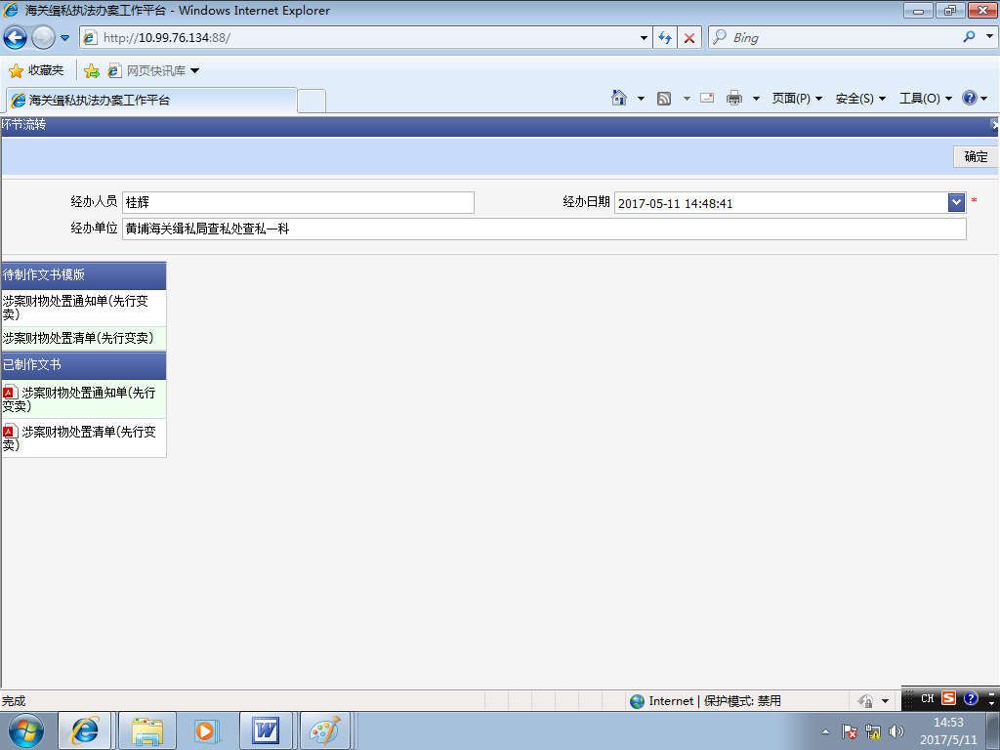 海关缉私执法办案工作平台 - Windows Internet Explorer
http://10.99.76.134:88/
Bing
收藏夹
网页快讯库
海关缉私执法办案工作平台
页面(P)
安全(S)
工具(O)
环节流转
确定
经办人员
桂辉
经办日期
2017-05-11 14:48:41
*
经办单位
黄埔海关缉私局查私处查私一科
待制作文书模版
涉案财物处置通知单(先行变
卖)
涉案财物处置清单(先行变卖)
已制作文书
涉案财物处置通知单(先行
变卖)
涉案财物处置清单(先行变
卖)
完成
Internet | 保护模式: 禁用
CH
14:53
2017/5/11